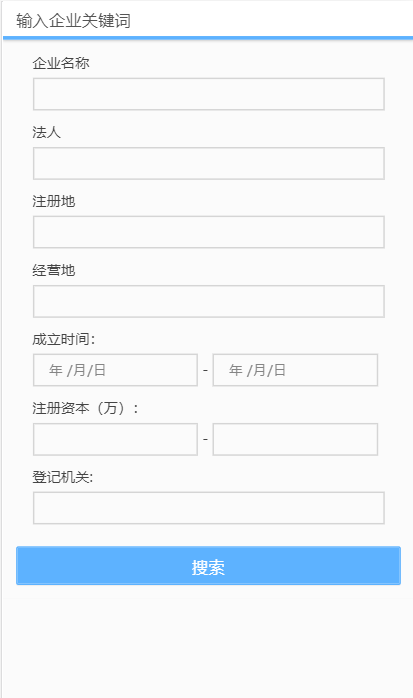 输入企业关键词
企业名称
法人
注册地
经营地
成立时间：
年 /月/日 - 年 /月/日
注册资本（万）：
-
登记机关:
搜索